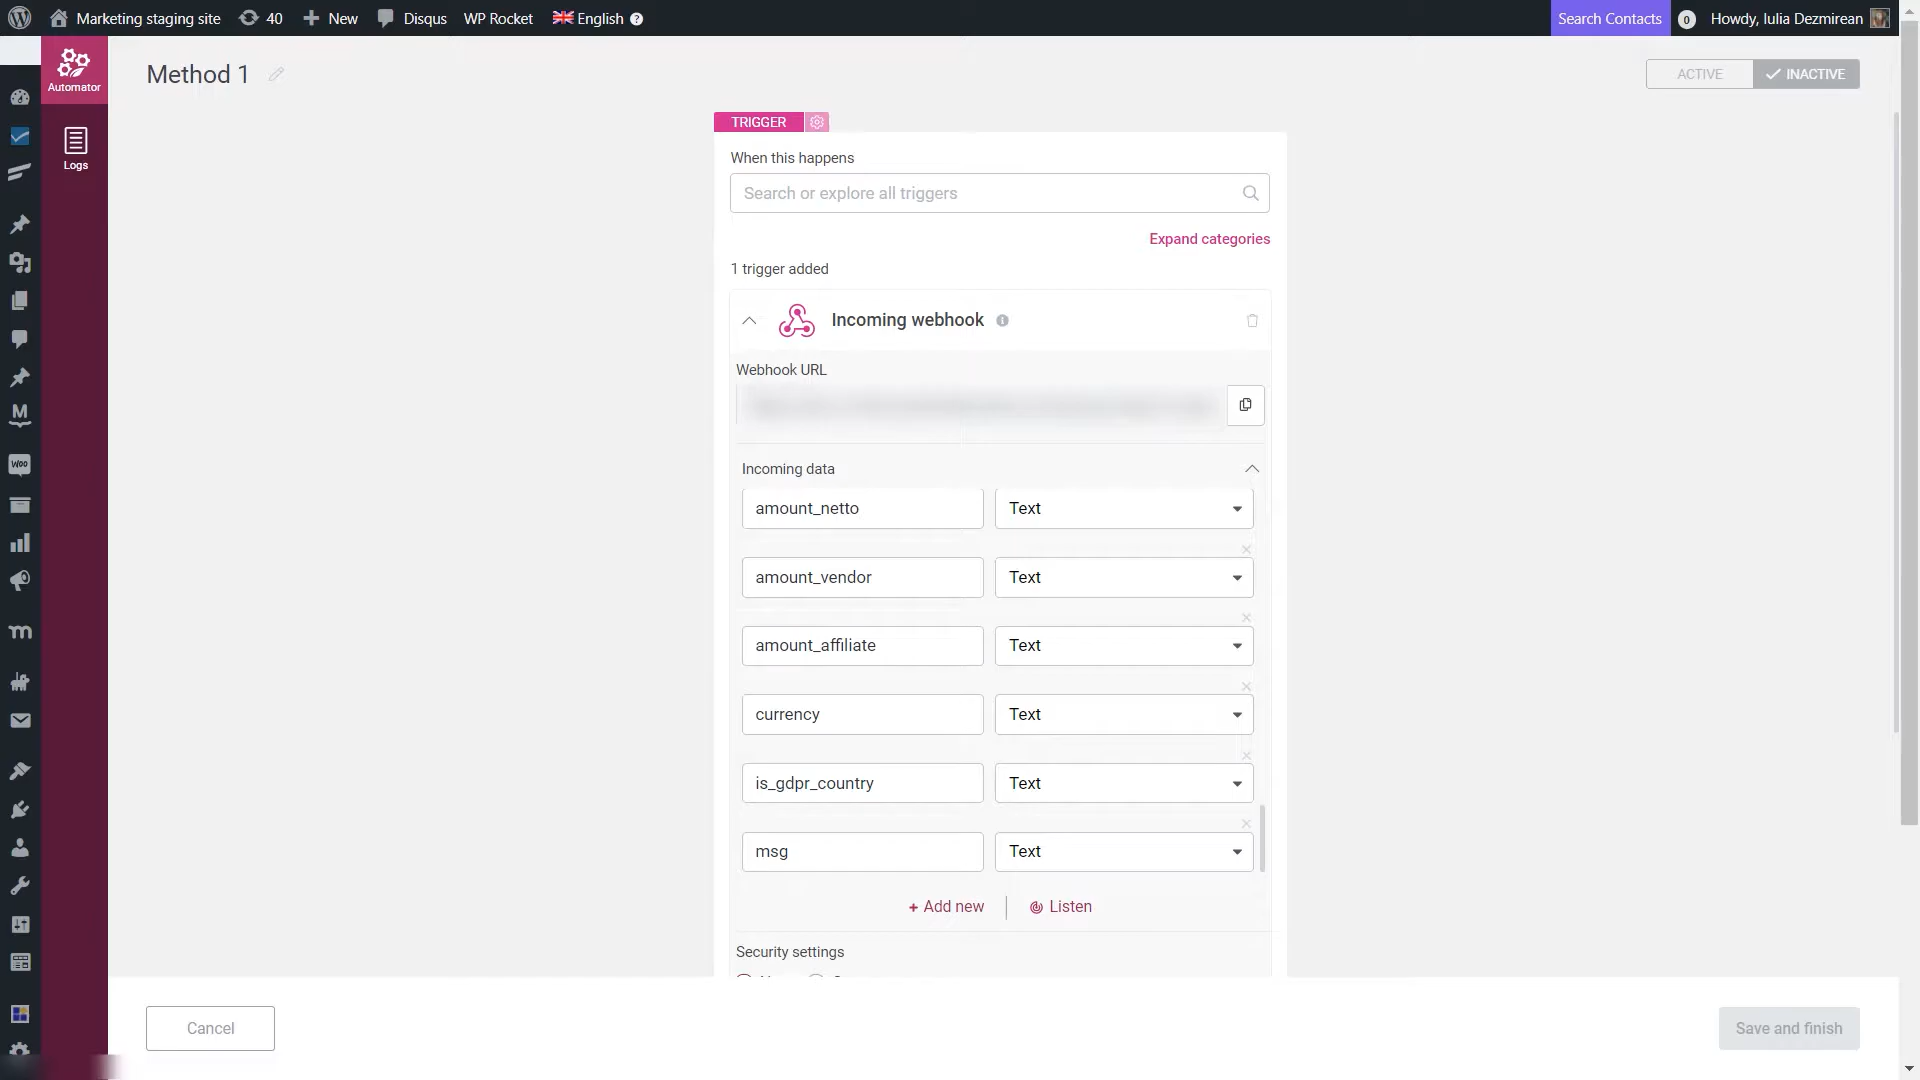 Marketing staging site
40
New
Disqus
WP Rocket
English
Search Contacts
0
Howdy, Iulia Dezmirean
Automator
Logs
Method 1
ACTIVE
INACTIVE
TRIGGER
When this happens
Search or explore all triggers
Expand categories
1 trigger added
Incoming webhook
Webhook URL
Incoming data
amount_netto Text
amount_vendor Text
amount_affiliate Text
currency Text
is_gdpr_country Text
msg Text
+ Add new
Listen
Security settings
Cancel
Save and finish